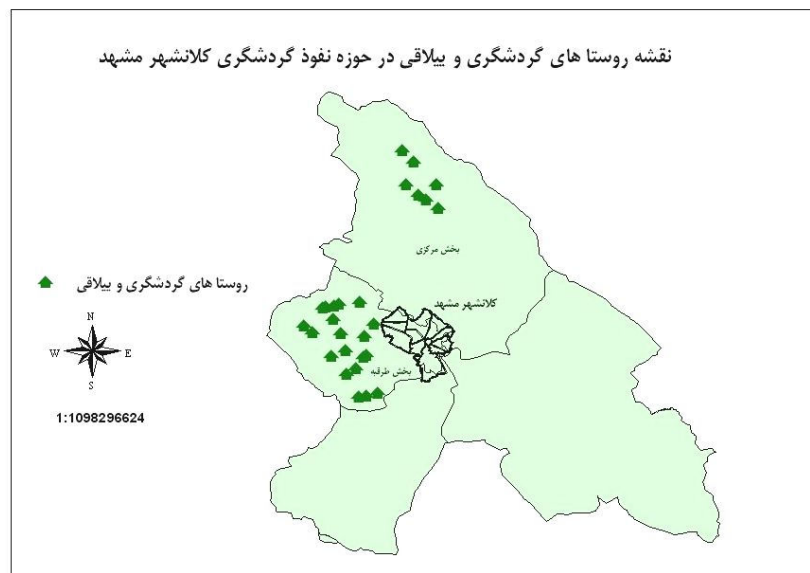 نقشه روستا های گردشگری و ییلاقی در حوزه نفوذ گردشگری کلانشهر مشهد
بخش مرکزی
کلانشهر مشهد
بخش طرقبه
روستا های گردشگری و ییلاقی
N
W E
S
1:1098296624